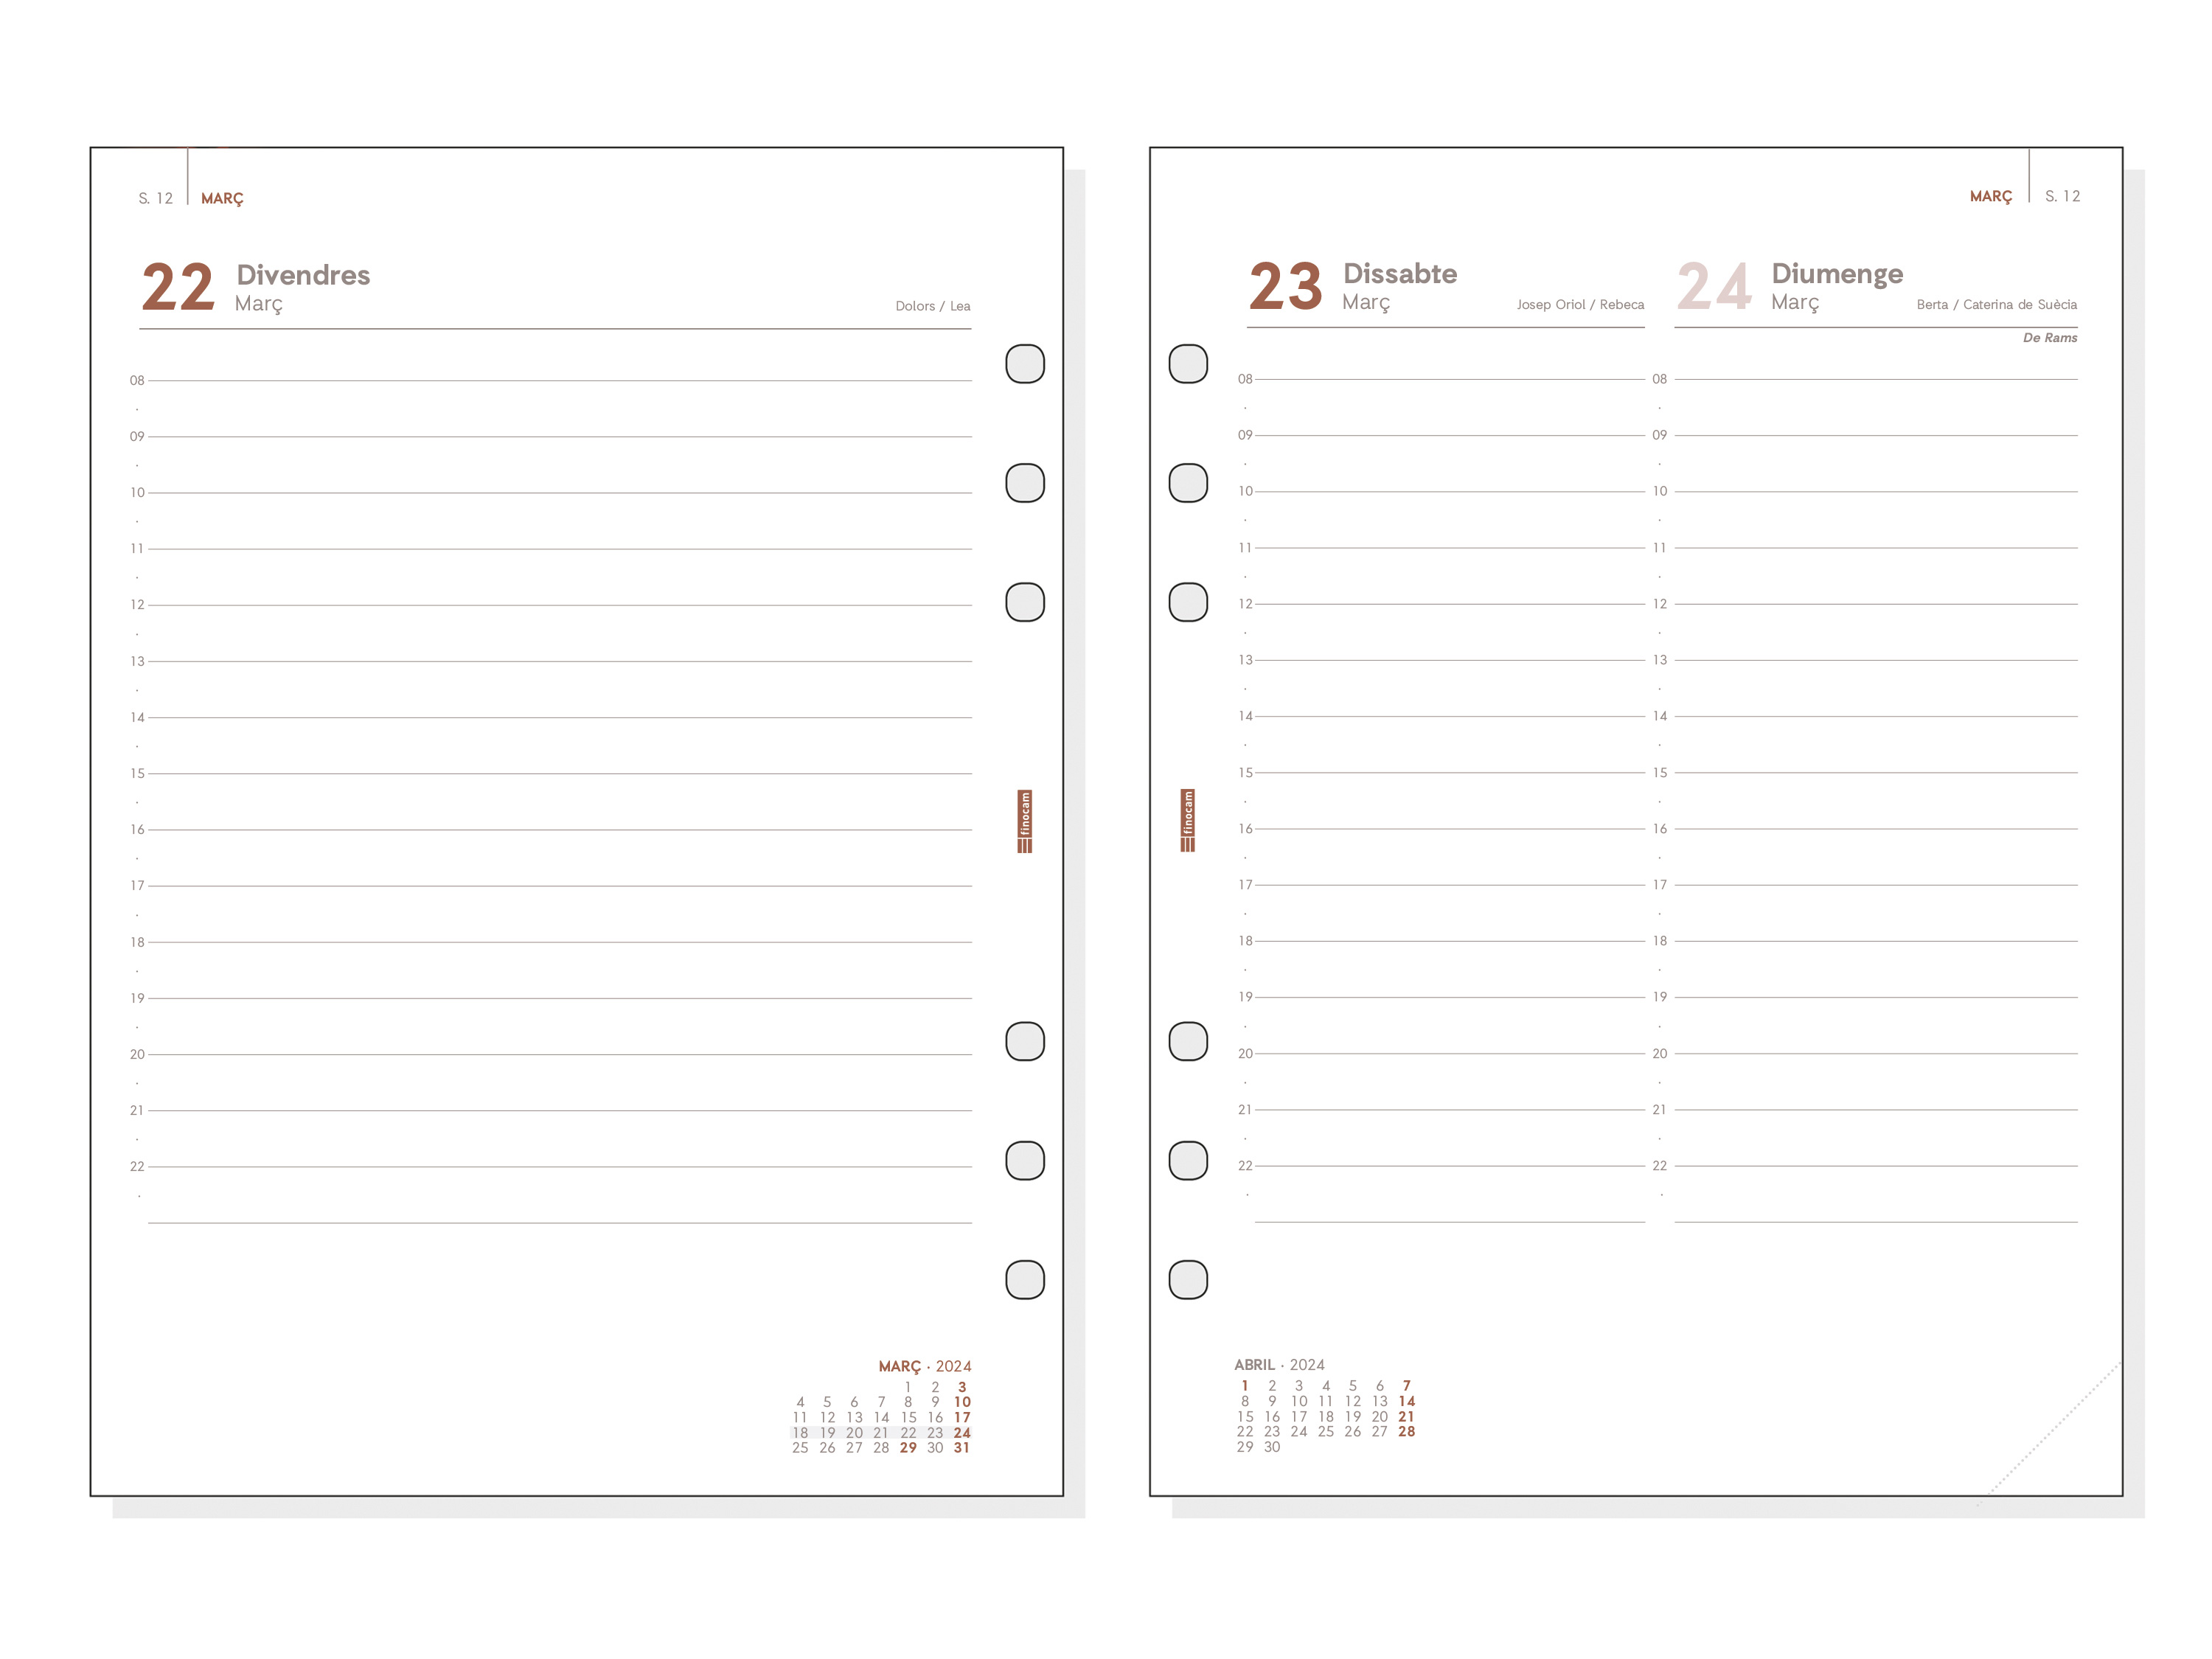 S. 12 MARÇ
22 Divendres
Març
Dolors / Lea
08
09
10
11
12
13
14
15
16
17
18
19
20
21
22
finocam
MARÇ · 2024
1 2 3
4 5 6 7 8 9 10
11 12 13 14 15 16 17
18 19 20 21 22 23 24
25 26 27 28 29 30 31
MARÇ S. 12
23 Dissabte
Març
Josep Oriol / Rebeca
24 Diumenge
Març
Berta / Caterina de Suècia
De Rams
08 08
09 09
10 10
11 11
12 12
13 13
14 14
15 15
16 16
17 17
18 18
19 19
20 20
21 21
22 22
finocam
ABRIL · 2024
1 2 3 4 5 6 7
8 9 10 11 12 13 14
15 16 17 18 19 20 21
22 23 24 25 26 27 28
29 30